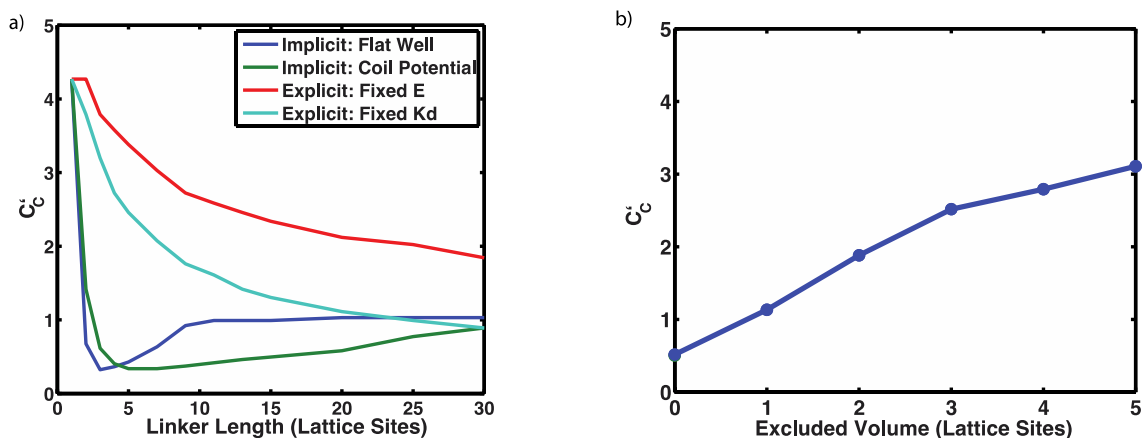 a)
5
4
3
2
1
0
C'c
0 5 10 15 20 25 30
Linker Length (Lattice Sites)
Implicit: Flat Well
Implicit: Coil Potential
Explicit: Fixed E
Explicit: Fixed Kd
b)
5
4
3
2
1
0
C'c
0 1 2 3 4 5
Excluded Volume (Lattice Sites)